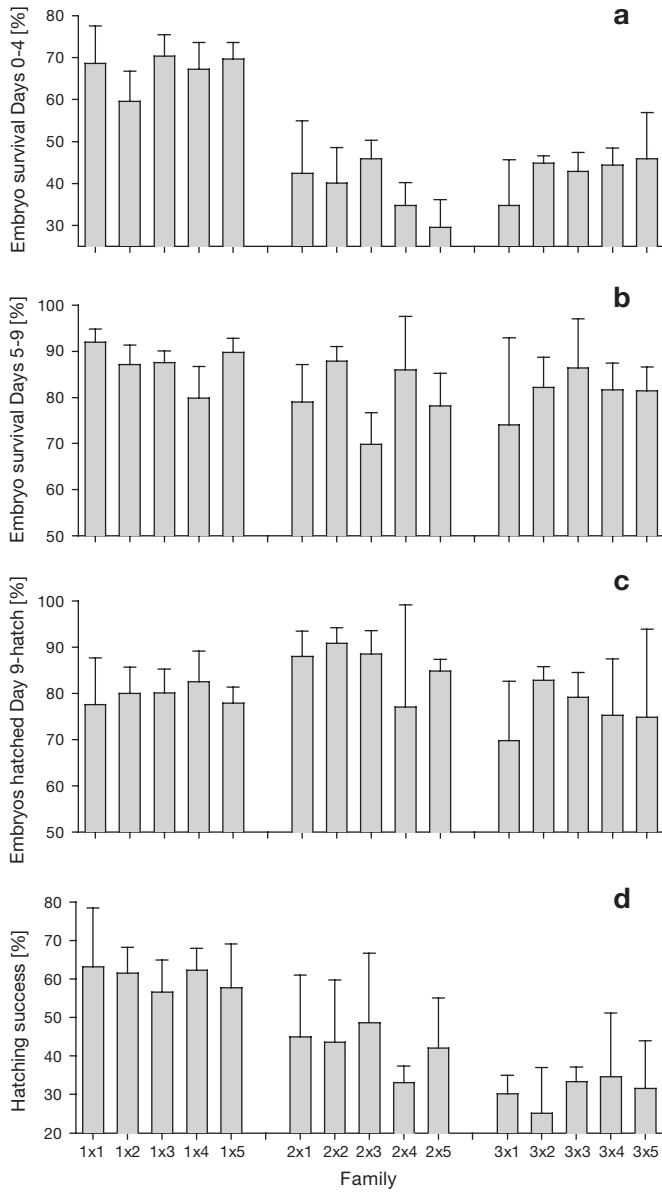 a
Embryo survival Days 0-4 [%]
80
70
60
50
40
30
b
Embryo survival Days 5-9 [%]
100
90
80
70
60
50
c
Embryos hatched Day 9-hatch [%]
100
90
80
70
60
50
d
Hatching success [%]
80
70
60
50
40
30
20
1x1 1x2 1x3 1x4 1x5 2x1 2x2 2x3 2x4 2x5 3x1 3x2 3x3 3x4 3x5
Family